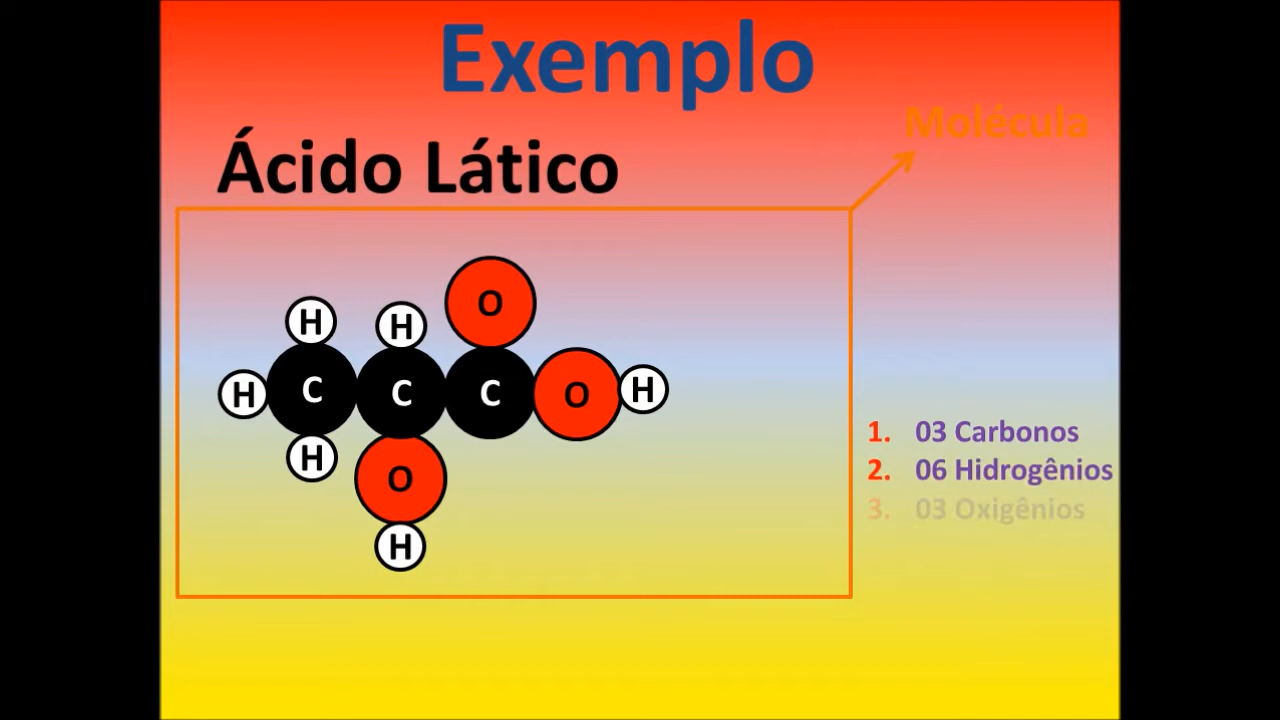 Exemplo
Molécula
Ácido Lático
O
H H
H C C C O H
H
O
H
1. 03 Carbonos
2. 06 Hidrogênios
3. 03 Oxigênios